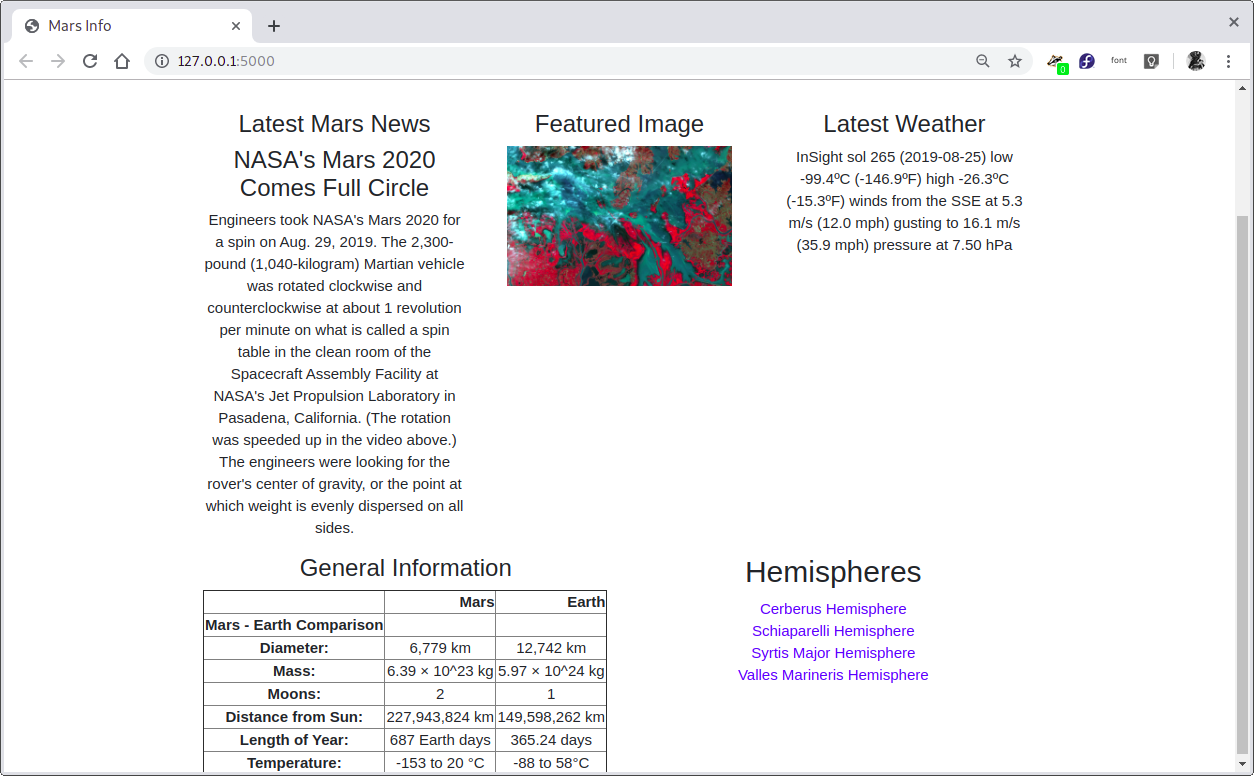 Mars Info
127.0.0.1:5000
0
font
Latest Mars News
NASA's Mars 2020
Comes Full Circle
Engineers took NASA's Mars 2020 for
a spin on Aug. 29, 2019. The 2,300-
pound (1,040-kilogram) Martian vehicle
was rotated clockwise and
counterclockwise at about 1 revolution
per minute on what is called a spin
table in the clean room of the
Spacecraft Assembly Facility at
NASA's Jet Propulsion Laboratory in
Pasadena, California. (The rotation
was speeded up in the video above.)
The engineers were looking for the
rover's center of gravity, or the point at
which weight is evenly dispersed on all
sides.
Featured Image
Latest Weather
InSight sol 265 (2019-08-25) low
-99.4ºC (-146.9ºF) high -26.3ºC
(-15.3ºF) winds from the SSE at 5.3
m/s (12.0 mph) gusting to 16.1 m/s
(35.9 mph) pressure at 7.50 hPa
General Information
Mars Earth
Mars - Earth Comparison
Diameter: 6,779 km 12,742 km
Mass: 6.39 × 10^23 kg 5.97 × 10^24 kg
Moons: 2 1
Distance from Sun: 227,943,824 km 149,598,262 km
Length of Year: 687 Earth days 365.24 days
Temperature: -153 to 20 °C -88 to 58°C
Hemispheres
Cerberus Hemisphere
Schiaparelli Hemisphere
Syrtis Major Hemisphere
Valles Marineris Hemisphere